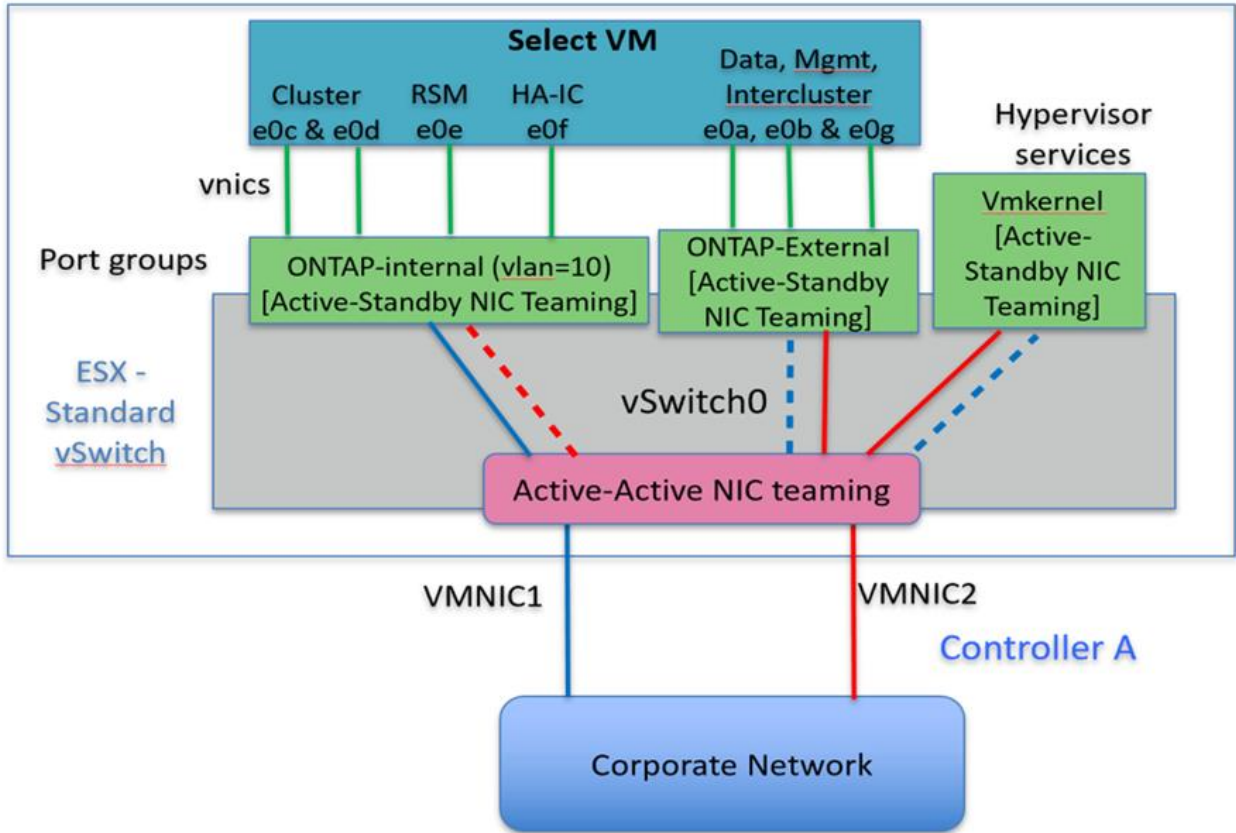 Select VM
Cluster
e0c & e0d
RSM
e0e
HA-IC
e0f
Data, Mgmt,
Intercluster
e0a, e0b & e0g
Hypervisor
services
vnics
Vmkernel
[Active-
Standby NIC
Teaming]
Port groups
ONTAP-internal (vlan=10)
[Active-Standby NIC Teaming]
ONTAP-External
[Active-Standby
NIC Teaming]
ESX -
Standard
vSwitch
vSwitch0
Active-Active NIC teaming
VMNIC1
VMNIC2
Controller A
Corporate Network